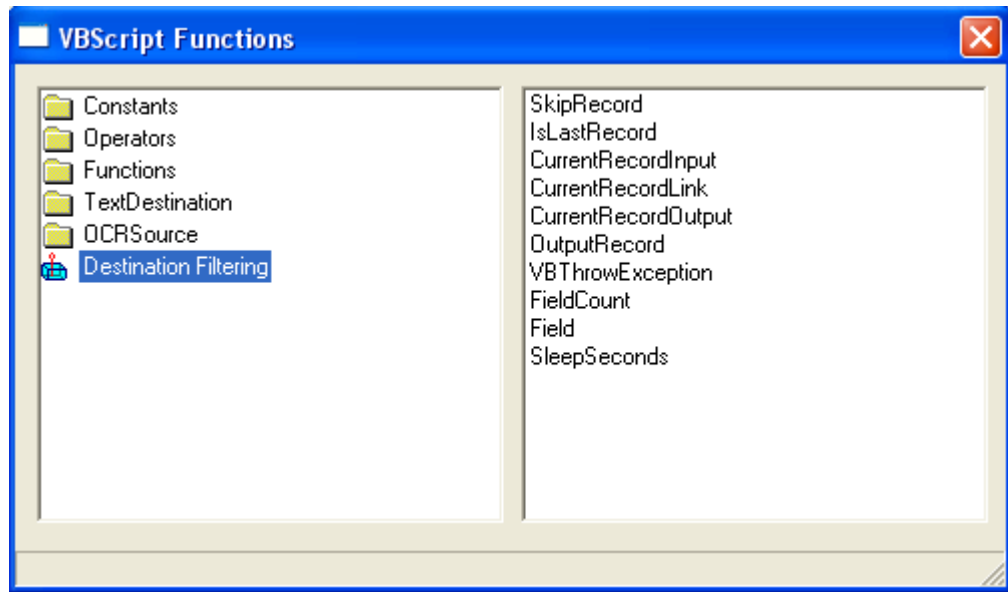 VBScript Functions
Constants
Operators
Functions
TextDestination
OCRSource
Destination Filtering
SkipRecord
IsLastRecord
CurrentRecordInput
CurrentRecordLink
CurrentRecordOutput
OutputRecord
VBThrowException
FieldCount
Field
SleepSeconds